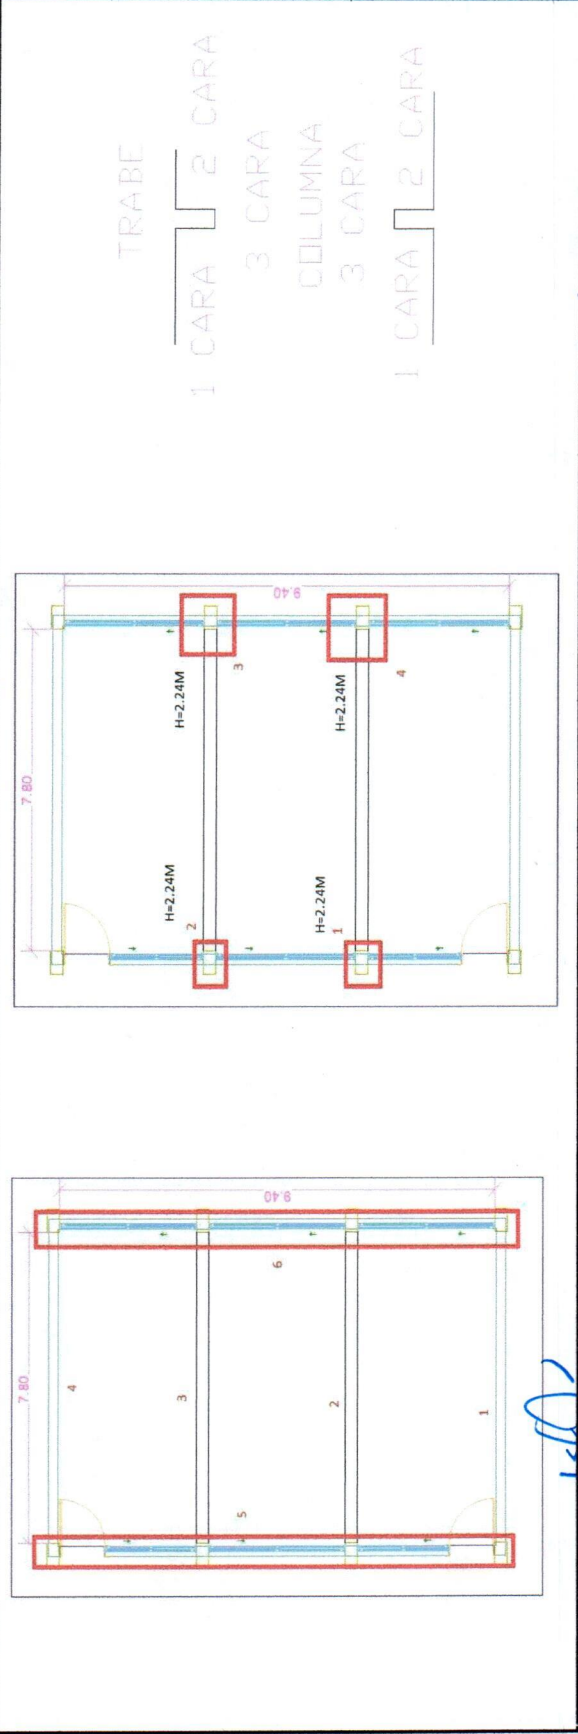 7.80
9.40
4
3
2
1
5
6
7.80
9.40
H=2.24M
H=2.24M
H=2.24M
H=2.24M
2
1
3
4
TRABE
1 CARA 2 CARA
3 CARA
COLUMNA
3 CARA
1 CARA 2 CARA